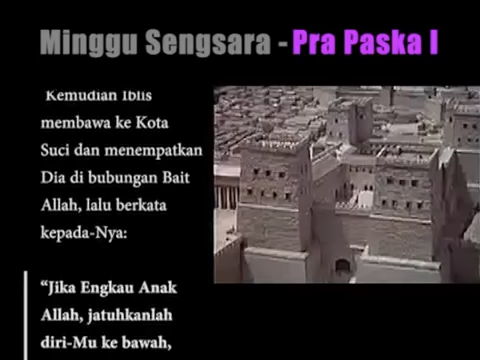 Minggu Sengsara - Pra Paska I
"Kemudian Iblis
membawa ke Kota
Suci dan menempatkan
Dia di bubungan Bait
Allah, lalu berkata
kepada-Nya:
"Jika Engkau Anak
Allah, jatuhkanlah
diri-Mu ke bawah,